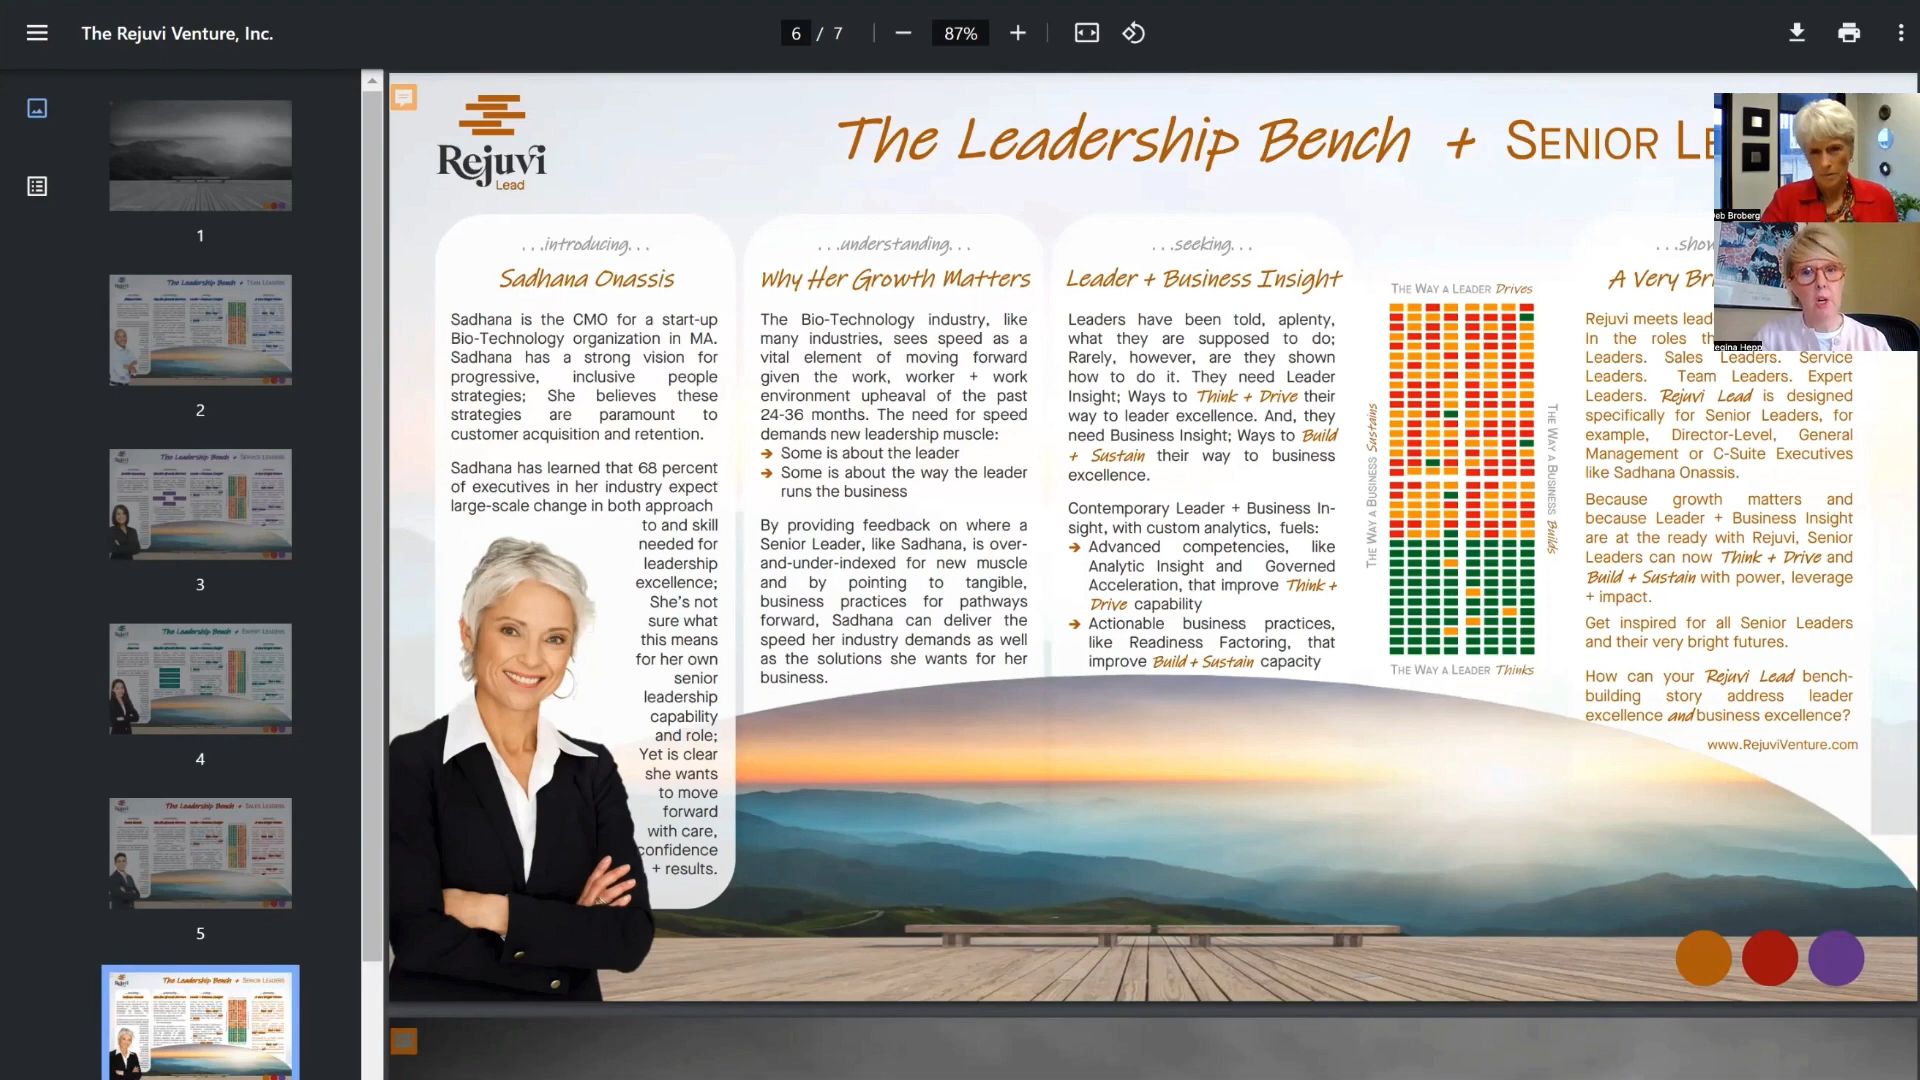 The Rejuvi Venture, Inc.
6 / 7
87%
1
2
3
4
5
Rejuvi
Lead
The Leadership Bench + SENIOR LE
Deb Broberg
Regina Hepp
...introducing...
Sadhana Onassis
Sadhana is the CMO for a start-up
Bio-Technology organization in MA.
Sadhana has a strong vision for
progressive, inclusive people
strategies; She believes these
strategies are paramount to
customer acquisition and retention.
Sadhana has learned that 68 percent
of executives in her industry expect
large-scale change in both approach
to and skill
needed for
leadership
excellence;
She's not
sure what
this means
for her own
senior
leadership
capability
and role;
Yet is clear
she wants
to move
forward
with care,
confidence
+ results.
...understanding...
Why Her Growth Matters
The Bio-Technology industry, like
many industries, sees speed as a
vital element of moving forward
given the work, worker + work
environment upheaval of the past
24-36 months. The need for speed
demands new leadership muscle:
➔ Some is about the leader
➔ Some is about the way the leader
runs the business
By providing feedback on where a
Senior Leader, like Sadhana, is over-
and-under-indexed for new muscle
and by pointing to tangible,
business practices for pathways
forward, Sadhana can deliver the
speed her industry demands as well
as the solutions she wants for her
business.
...seeking...
Leader + Business Insight
Leaders have been told, aplenty,
what they are supposed to do;
Rarely, however, are they shown
how to do it. They need Leader
Insight; Ways to Think + Drive their
way to leader excellence. And, they
need Business Insight; Ways to Build
+ Sustain their way to business
excellence.
Contemporary Leader + Business In-
sight, with custom analytics, fuels:
➔ Advanced competencies, like
Analytic Insight and Governed
Acceleration, that improve Think +
Drive capability
➔ Actionable business practices,
like Readiness Factoring, that
improve Build + Sustain capacity
THE WAY A LEADER Drives
THE WAY A BUSINESS Sustains
THE WAY A BUSINESS Builds
THE WAY A LEADER Thinks
...show
A Very Bri
Rejuvi meets lead
In the roles th
Leaders. Sales Leaders. Service
Leaders. Team Leaders. Expert
Leaders. Rejuvi Lead is designed
specifically for Senior Leaders, for
example, Director-Level, General
Management or C-Suite Executives
like Sadhana Onassis.
Because growth matters and
because Leader + Business Insight
are at the ready with Rejuvi, Senior
Leaders can now Think + Drive and
Build + Sustain with power, leverage
+ impact.
Get inspired for all Senior Leaders
and their very bright futures.
How can your Rejuvi Lead bench-
building story address leader
excellence and business excellence?
www.RejuviVenture.com